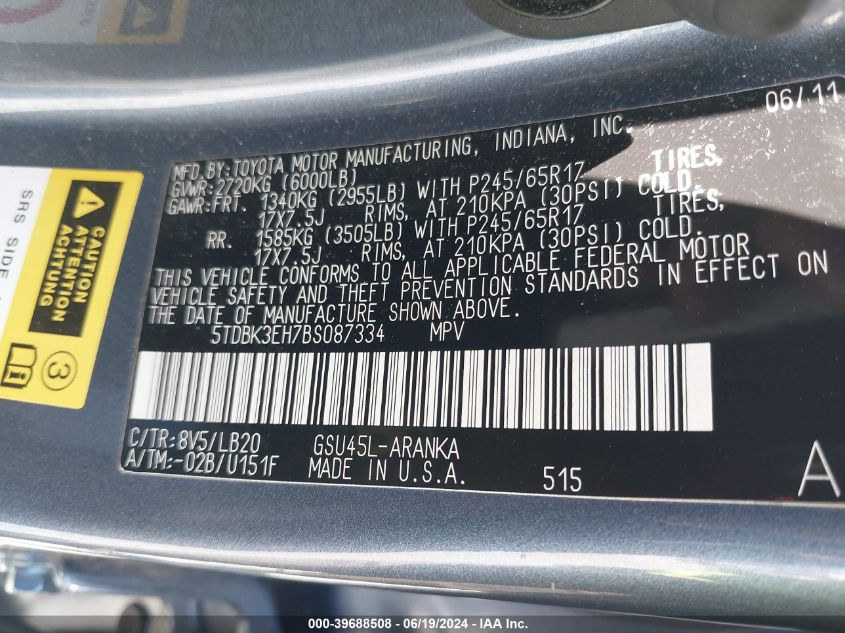 06/11
MFD.BY:TOYOTA MOTOR MANUFACTURING, INDIANA, INC.
GVWR:2720KG (6000LB)
GAWR:FRT. 1340KG (2955LB) WITH P245/65R17 TIRES,
17X7.5J RIMS, AT 210KPA (30PSI) COLD.
RR. 1585KG (3505LB) WITH P245/65R17 TIRES,
17X7.5J RIMS, AT 210KPA (30PSI) COLD.
THIS VEHICLE CONFORMS TO ALL APPLICABLE FEDERAL MOTOR
VEHICLE SAFETY AND THEFT PREVENTION STANDARDS IN EFFECT ON
THE DATE OF MANUFACTURE SHOWN ABOVE.
5TDBK3EH7BS087334 MPV
C/TR:8V5/LB20 GSU45L-ARANKA
A/TM:-02B/U151F MADE IN U.S.A. 515 A
SRS SIDE
CAUTION
ATTENTION
ACHTUNG
3
000-39688508 - 06/19/2024 - IAA Inc.